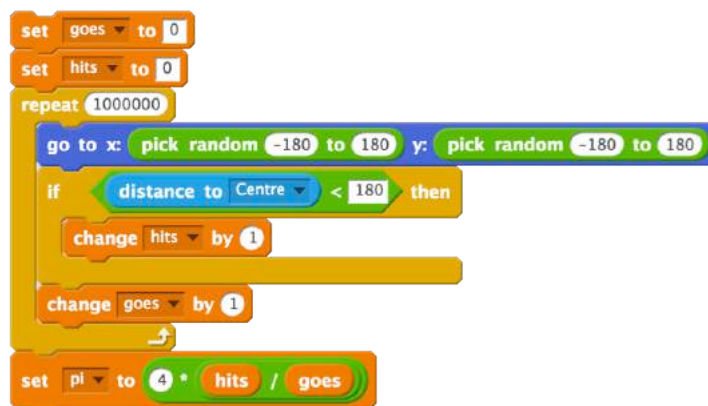 set goes to 0
set hits to 0
repeat 1000000
go to x: pick random -180 to 180 y: pick random -180 to 180
if distance to Centre < 180 then
change hits by 1
change goes by 1
set pi to 4 * hits / goes